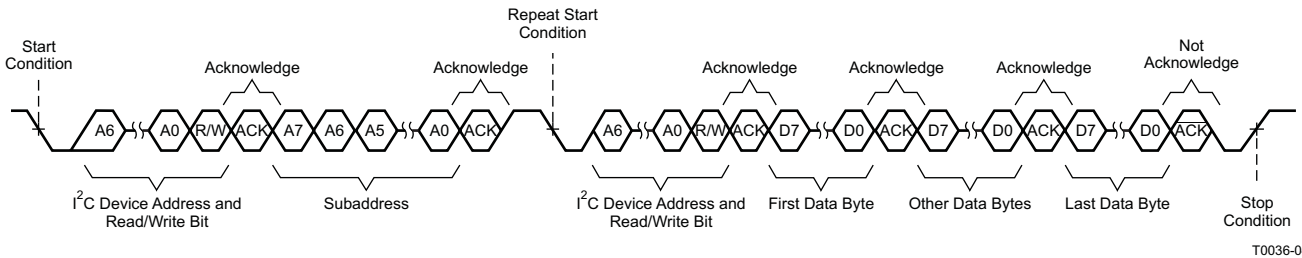 Start
Condition
Repeat Start
Condition
Not
Acknowledge
Acknowledge
Acknowledge
Acknowledge
Acknowledge
Acknowledge
A6 A0 R/W ACK A7 A6 A5 A0 ACK A6 A0 R/W ACK D7 D0 ACK D7 D0 ACK D7 D0 ACK
I²C Device Address and
Read/Write Bit
Subaddress
I²C Device Address and
Read/Write Bit
First Data Byte
Other Data Bytes
Last Data Byte
Stop
Condition
T0036-0